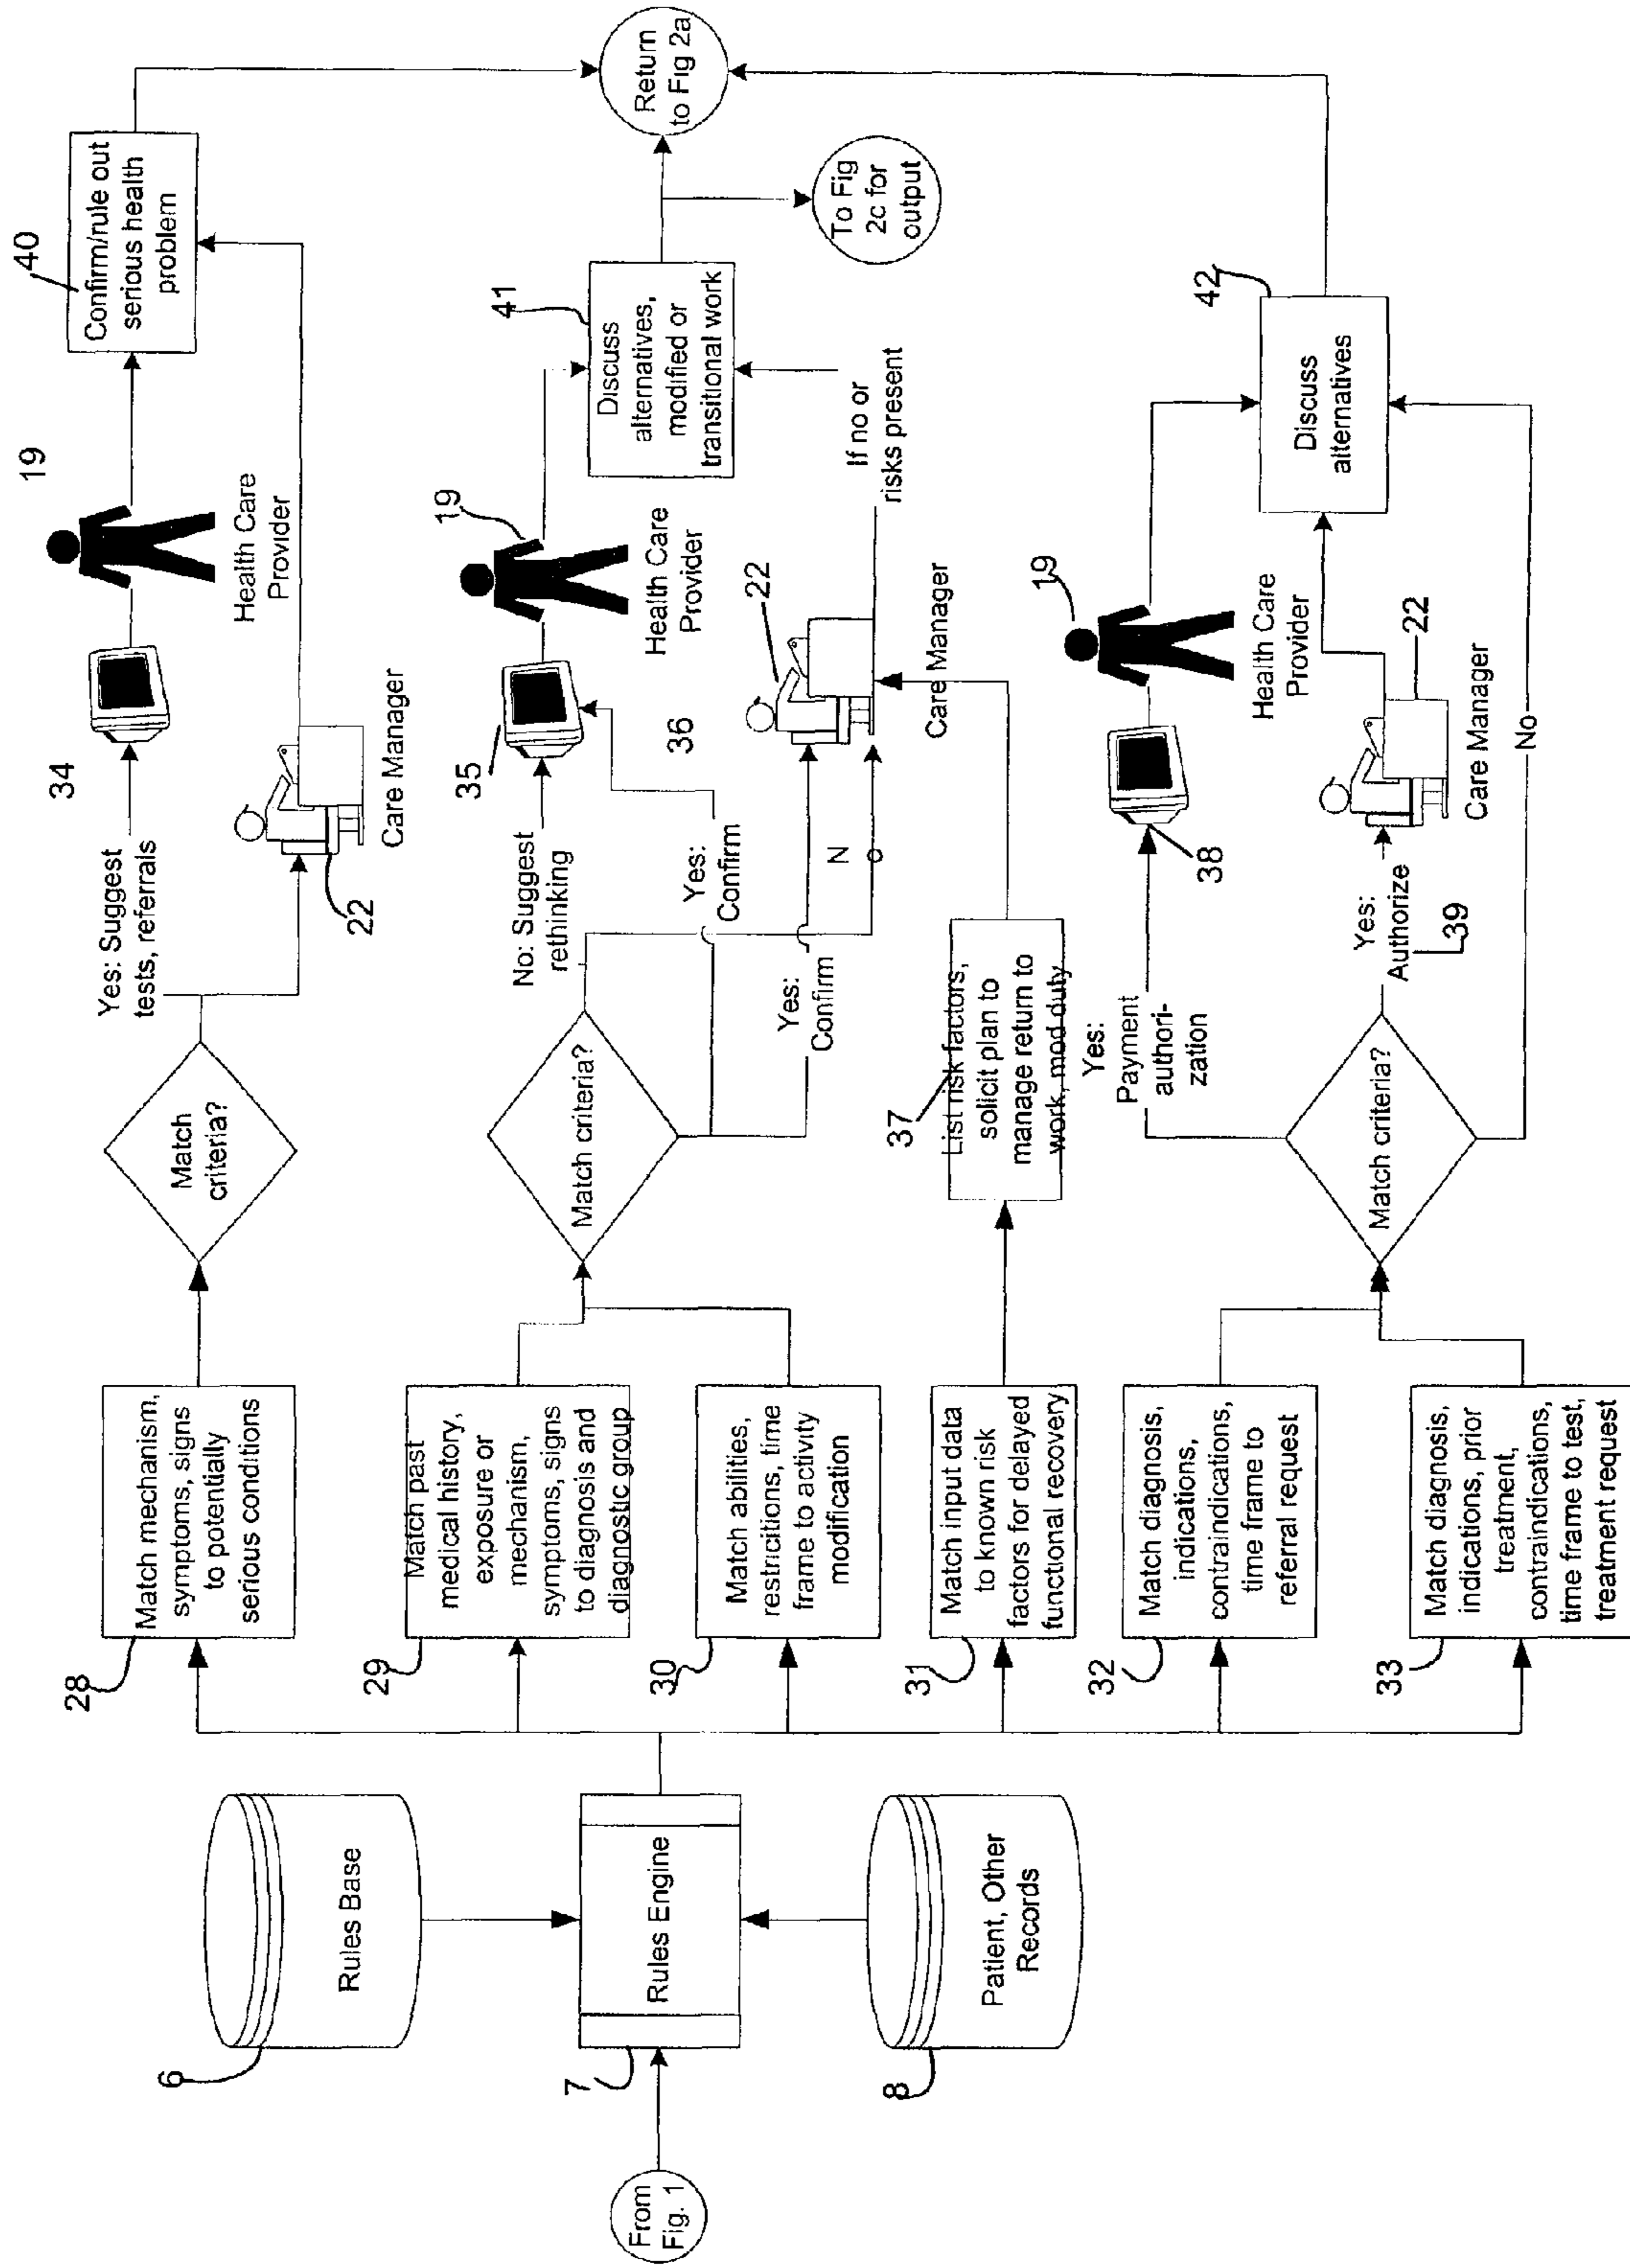 From
Fig. 1
6
Rules Base
7
Rules Engine
8
Patient, Other
Records
28
Match mechanism,
symptoms, signs
to potentially
serious conditions
29
Match past
medical history,
exposure or
mechanism,
symptoms, signs
to diagnosis and
diagnostic group
30
Match abilities,
restricitions, time
frame to activity
modification
31
Match input data
to known risk
factors for delayed
functional recovery
32
Match diagnosis,
indications,
contraindications,
time frame to
referral request
33
Match diagnosis,
indications, prior
treatment,
contraindications,
time frame to test,
treatment request
Match
criteria?
Yes: Suggest
tests, referrals
34
19
Health Care
Provider
22
Care Manager
40
Confirm/rule out
serious health
problem
Match criteria?
No: Suggest
rethinking
35
19
Health Care
Provider
Yes:
Confirm
36
Yes:
Confirm
N
o
22
Care Manager
If no or
risks present
41
Discuss
alternatives,
modified or
transitional work
37
List risk factors,
solicit plan to
manage return to
work, mod duty
Match criteria?
Yes:
Payment
authori-
zation
38
19
Health Care
Provider
Yes:
Authorize
39
22
Care Manager
No
42
Discuss
alternatives
Return
to Fig 2a
To Fig
2c for
output